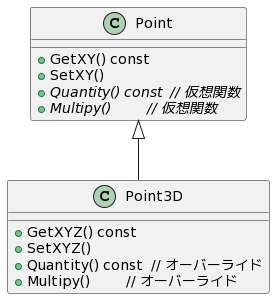 C Point
GetXY() const
SetXY()
Quantity() const // 仮想関数
Multipy() // 仮想関数
C Point3D
GetXYZ() const
SetXYZ()
Quantity() const // オーバーライド
Multipy() // オーバーライド